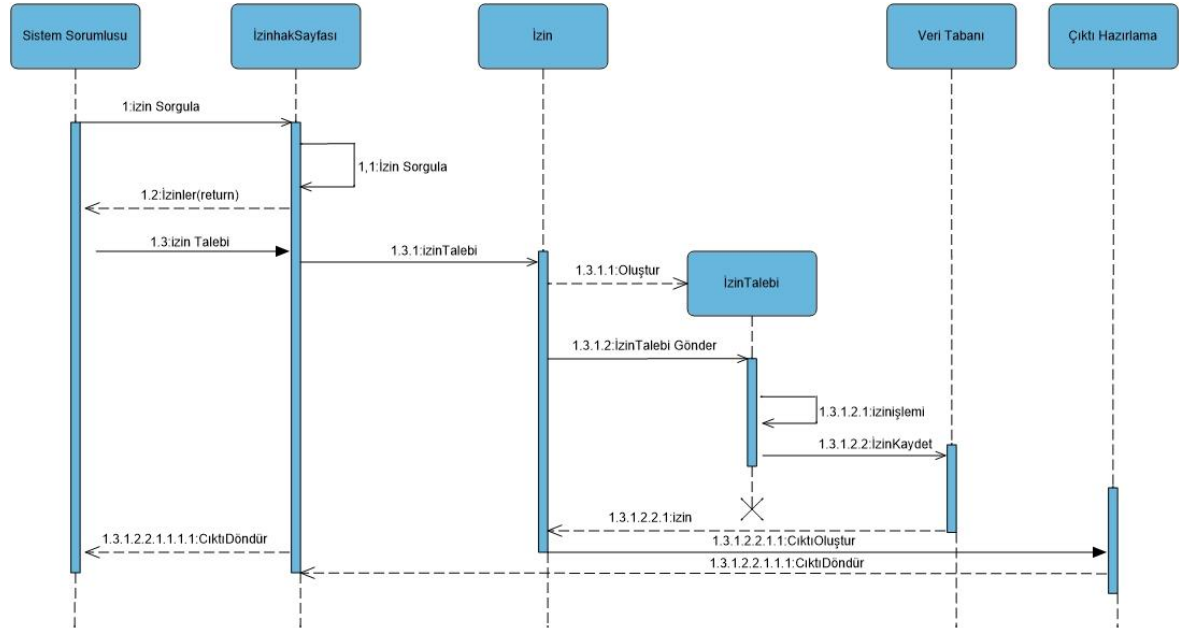 Sistem Sorumlusu
İzinhakSayfası
İzin
Veri Tabanı
Çıktı Hazırlama
1:izin Sorgula
1,1:İzin Sorgula
1.2:İzinler(return)
1.3:izin Talebi
1.3.1:izinTalebi
1.3.1.1:Oluştur
İzinTalebi
1.3.1.2:İzinTalebi Gönder
1.3.1.2.1:izinişlemi
1.3.1.2.2:İzinKaydet
1.3.1.2.2.1:izin
1.3.1.2.2.1.1.1.1:CıktıDöndür
1.3.1.2.2.1.1:CıktıOluştur
1.3.1.2.2.1.1.1:CıktıDöndür